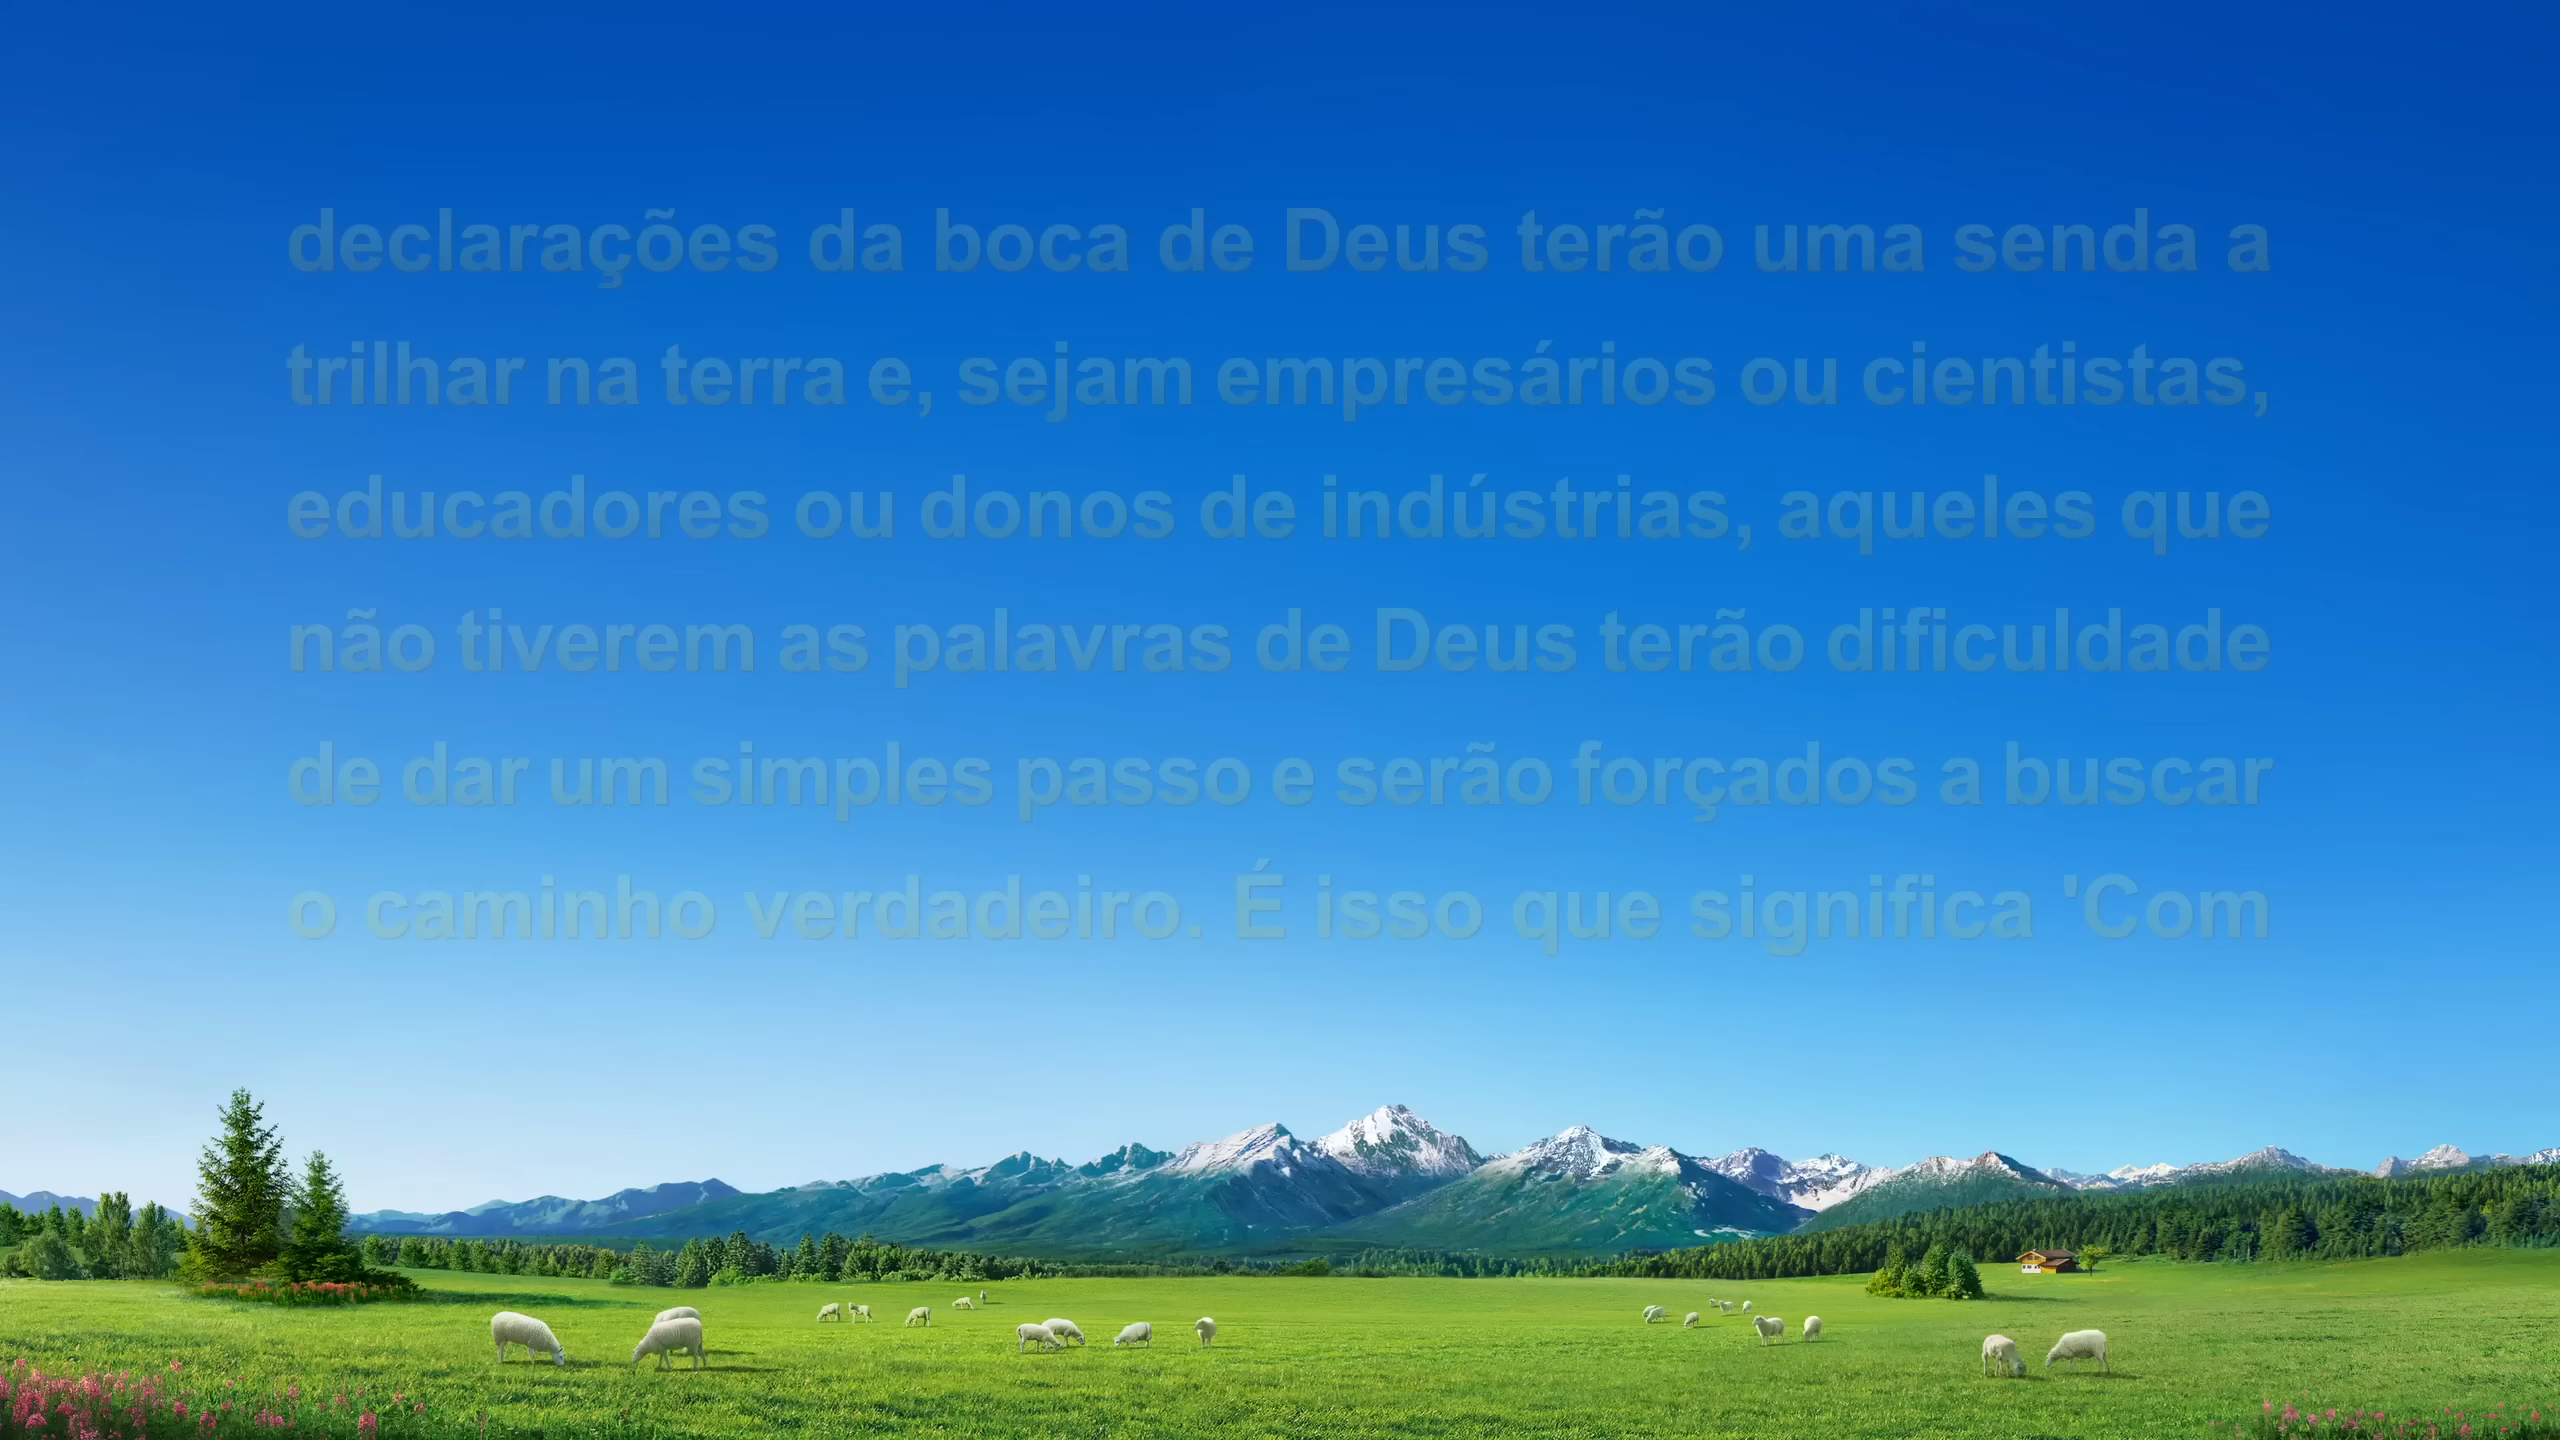 declarações da boca de Deus terão uma senda a
trilhar na terra e, sejam empresários ou cientistas,
educadores ou donos de indústrias, aqueles que
não tiverem as palavras de Deus terão dificuldade
de dar um simples passo e serão forçados a buscar
o caminho verdadeiro. É isso que significa 'Com